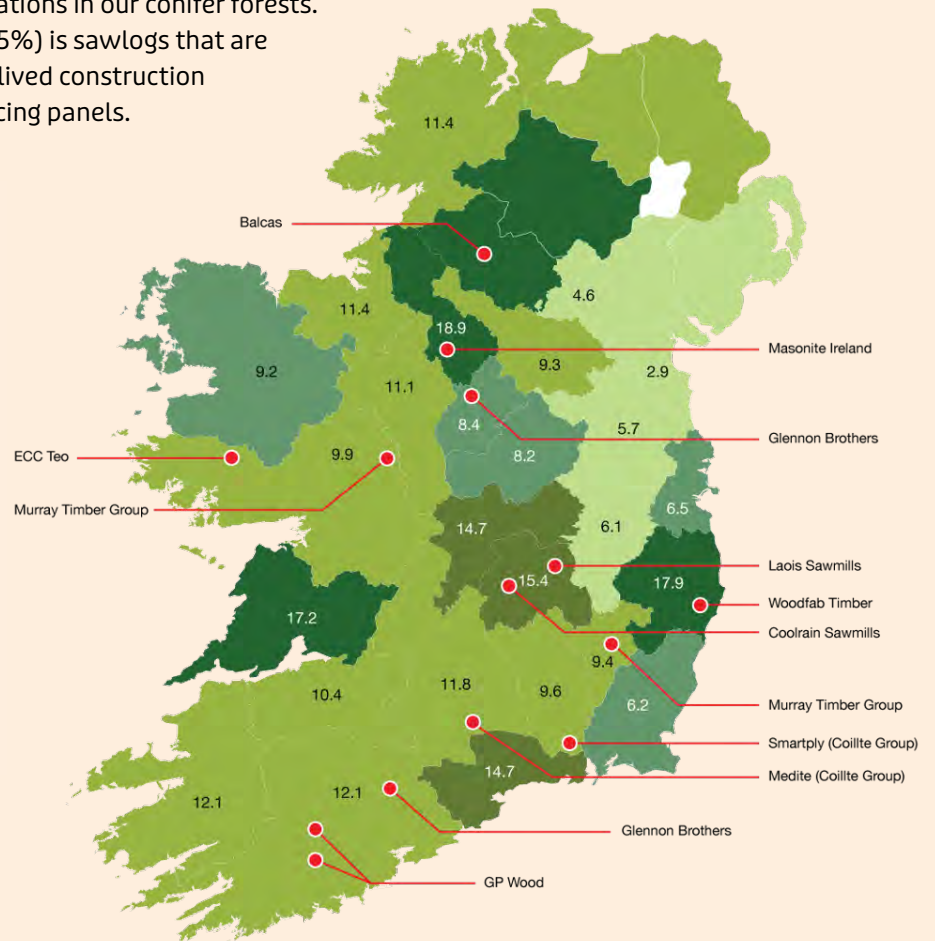 ations in our conifer forests.
5%) is sawlogs that are
lived construction
cing panels.
11.4
Balcas
4.6
11.4
18.9
Masonite Ireland
9.3
2.9
9.2
11.1
8.4
5.7
Glennon Brothers
ECC Teo
9.9
8.2
Murray Timber Group
6.5
14.7
6.1
Laois Sawmills
15.4
17.9
Woodfab Timber
17.2
Coolrain Sawmills
9.4
10.4
11.8
9.6
6.2
Murray Timber Group
Smartply (Coillte Group)
14.7
Medite (Coillte Group)
12.1
12.1
Glennon Brothers
GP Wood